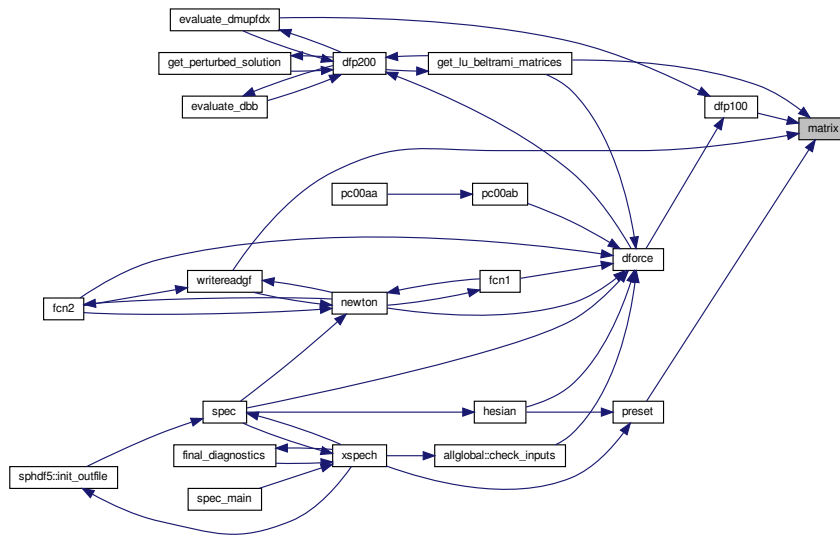 evaluate_dmupfdx
get_perturbed_solution
dfp200
get_lu_beltrami_matrices
evaluate_dbb
dfp100
matrix
pc00aa
pc00ab
dforce
writereadgf
fcn1
fcn2
newton
spec
hesian
preset
final_diagnostics
xspech
allglobal::check_inputs
sphdf5::init_outfile
spec_main